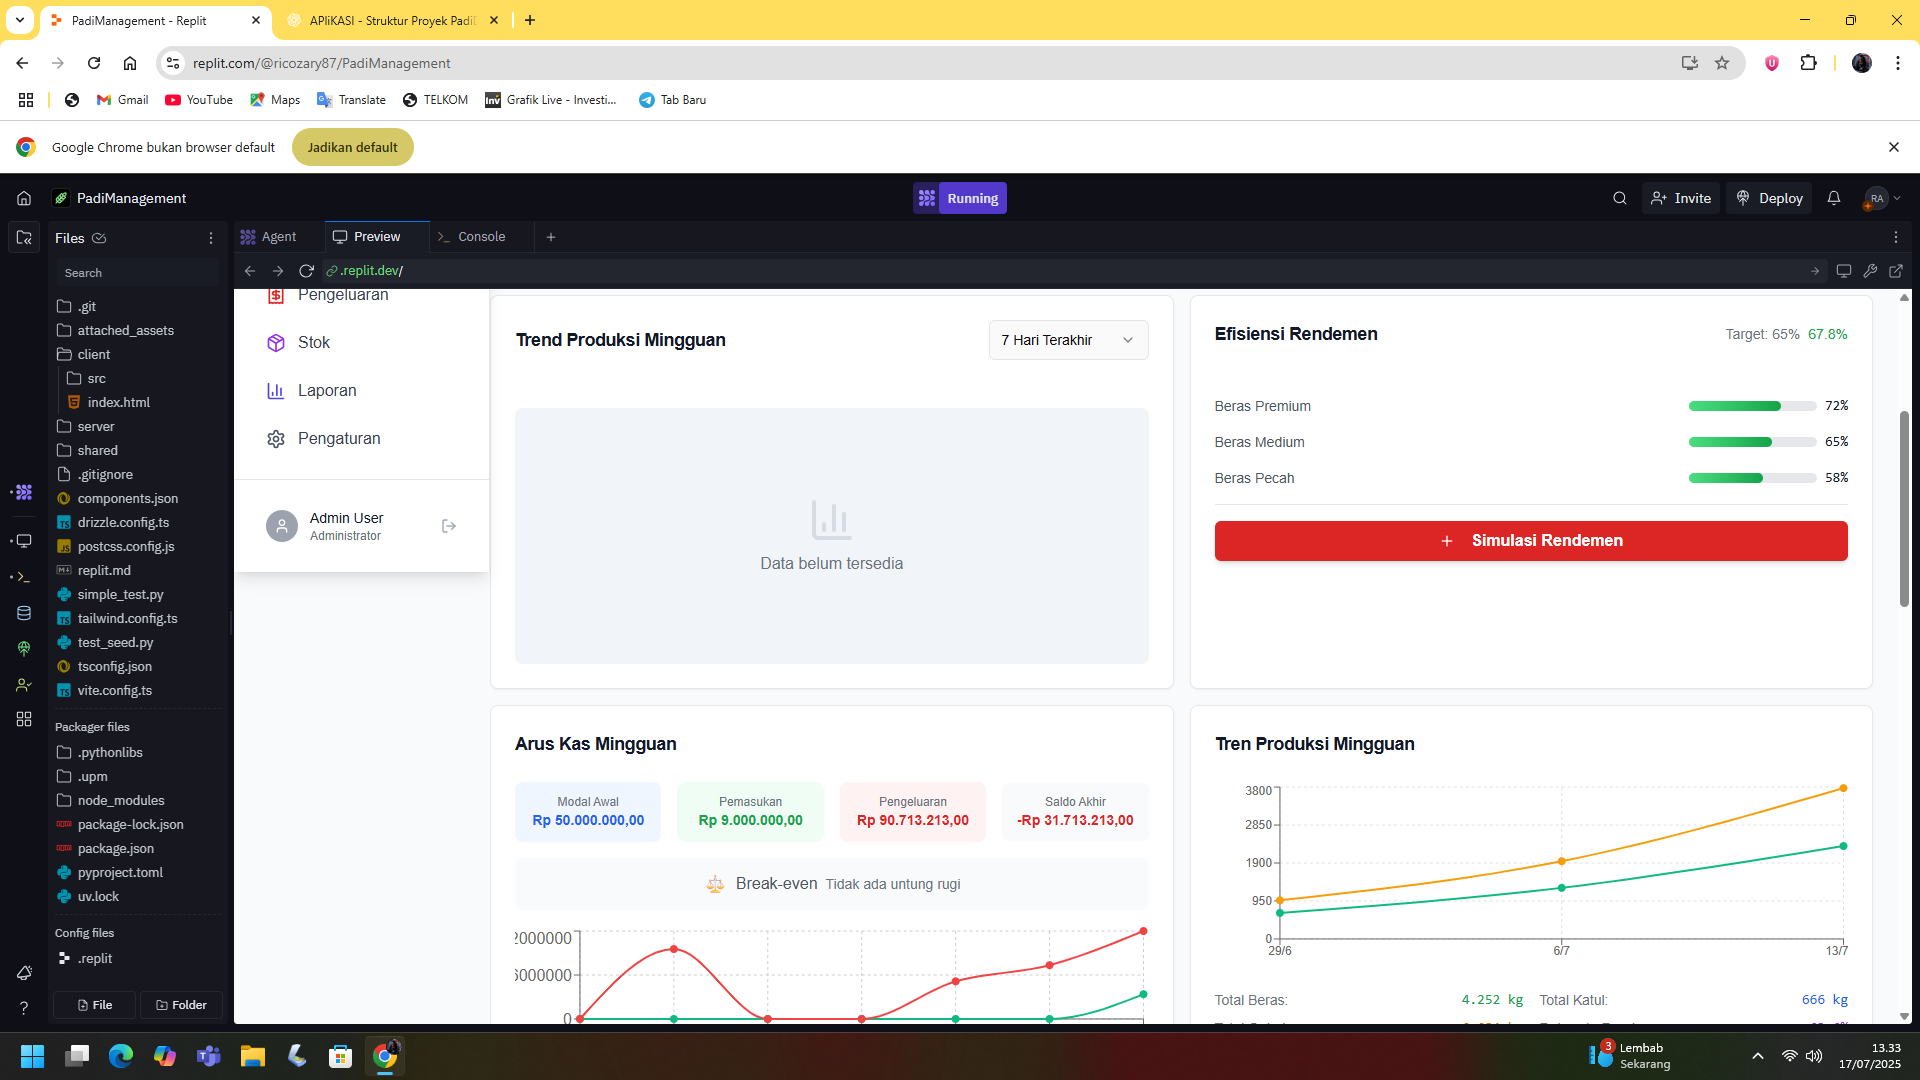 PadiManagement - Replit
APliKASI - Struktur Proyek Padi
replit.com/@ricozary87/PadiManagement
Gmail
YouTube
Maps
Translate
TELKOM
Grafik Live - Investi...
Tab Baru
Google Chrome bukan browser default
Jadikan default
PadiManagement
Running
Invite
Deploy
RA
Files
Agent
Preview
Console
Search
.replit.dev/
.git
attached_assets
client
src
index.html
server
shared
.gitignore
components.json
drizzle.config.ts
postcss.config.js
replit.md
simple_test.py
tailwind.config.ts
test_seed.py
tsconfig.json
vite.config.ts
Packager files
.pythonlibs
.upm
node_modules
package-lock.json
package.json
pyproject.toml
uv.lock
Config files
.replit
File
Folder
Pengeluaran
Stok
Laporan
Pengaturan
Admin User
Administrator
Trend Produksi Mingguan
7 Hari Terakhir
Data belum tersedia
Efisiensi Rendemen
Target: 65% 67.8%
Beras Premium 72%
Beras Medium 65%
Beras Pecah 58%
+ Simulasi Rendemen
Arus Kas Mingguan
Modal Awal
Rp 50.000.000,00
Pemasukan
Rp 9.000.000,00
Pengeluaran
Rp 90.713.213,00
Saldo Akhir
-Rp 31.713.213,00
Break-even Tidak ada untung rugi
2000000
6000000
0
Tren Produksi Mingguan
3800
2850
1900
950
0
29/6
6/7
13/7
Total Beras: 4.252 kg Total Katul: 666 kg
3
Lembab
Sekarang
13.33
17/07/2025